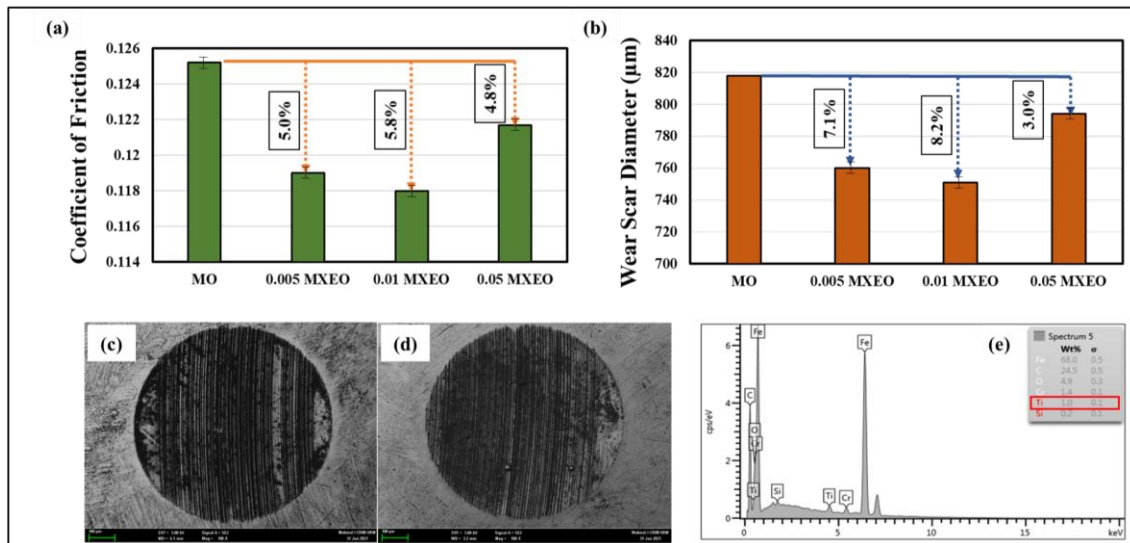 (a)
Coefficient of Friction
0.126
0.124
0.122
0.12
0.118
0.116
0.114
5.0%
5.8%
4.8%
MO 0.005 MXEO 0.01 MXEO 0.05 MXEO
(b)
Wear Scar Diameter (µm)
840
820
800
780
760
740
720
700
7.1%
8.2%
3.0%
MO 0.005 MXEO 0.01 MXEO 0.05 MXEO
(c)
(d)
(e)
Spectrum 5
Wt% σ
Fe 68.0 0.5
C 24.5 0.5
O 4.9 0.3
Cr 1.4 0.1
Ti 1.0 0.1
Si 0.2 0.1
cps/eV
6
4
2
0
Fe
C
O
Cr
Ti
Si
Ti
Cr
Fe
0 5 10 15 keV